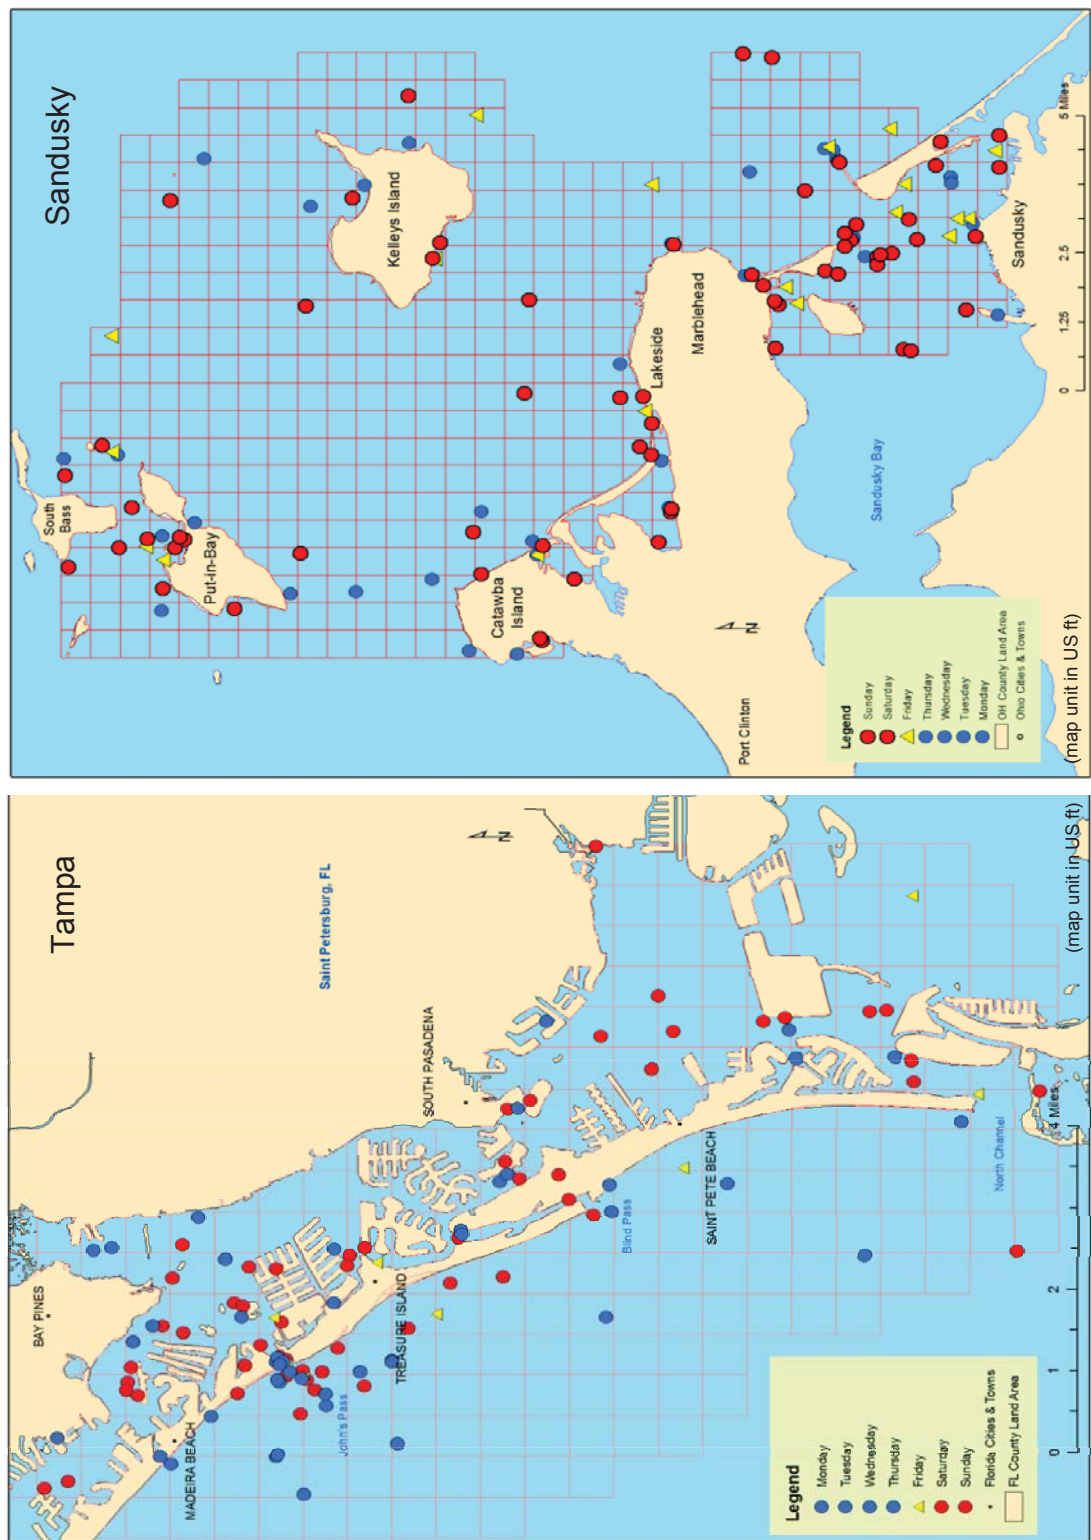 Sandusky
South
Bass
Put-in-Bay
Kelleys Island
Catawba
Island
Lakeside
Marblehead
Port Clinton
Sandusky Bay
Sandusky
Legend
Sunday
Saturday
Friday
Thursday
Wednesday
Tuesday
Monday
OH County Land Area
Ohio Cities & Towns
0 1.25 2.5 5 Miles
N
(map unit in US ft)
Tampa
Saint Petersburg, FL
BAY PINES
SOUTH PASADENA
MADEIRA BEACH
John's Pass
TREASURE ISLAND
Blind Pass
SAINT PETE BEACH
North Channel
Legend
Monday
Tuesday
Wednesday
Thursday
Friday
Saturday
Sunday
Florida Cities & Towns
FL County Land Area
0 1 2 4 Miles
N
(map unit in US ft)